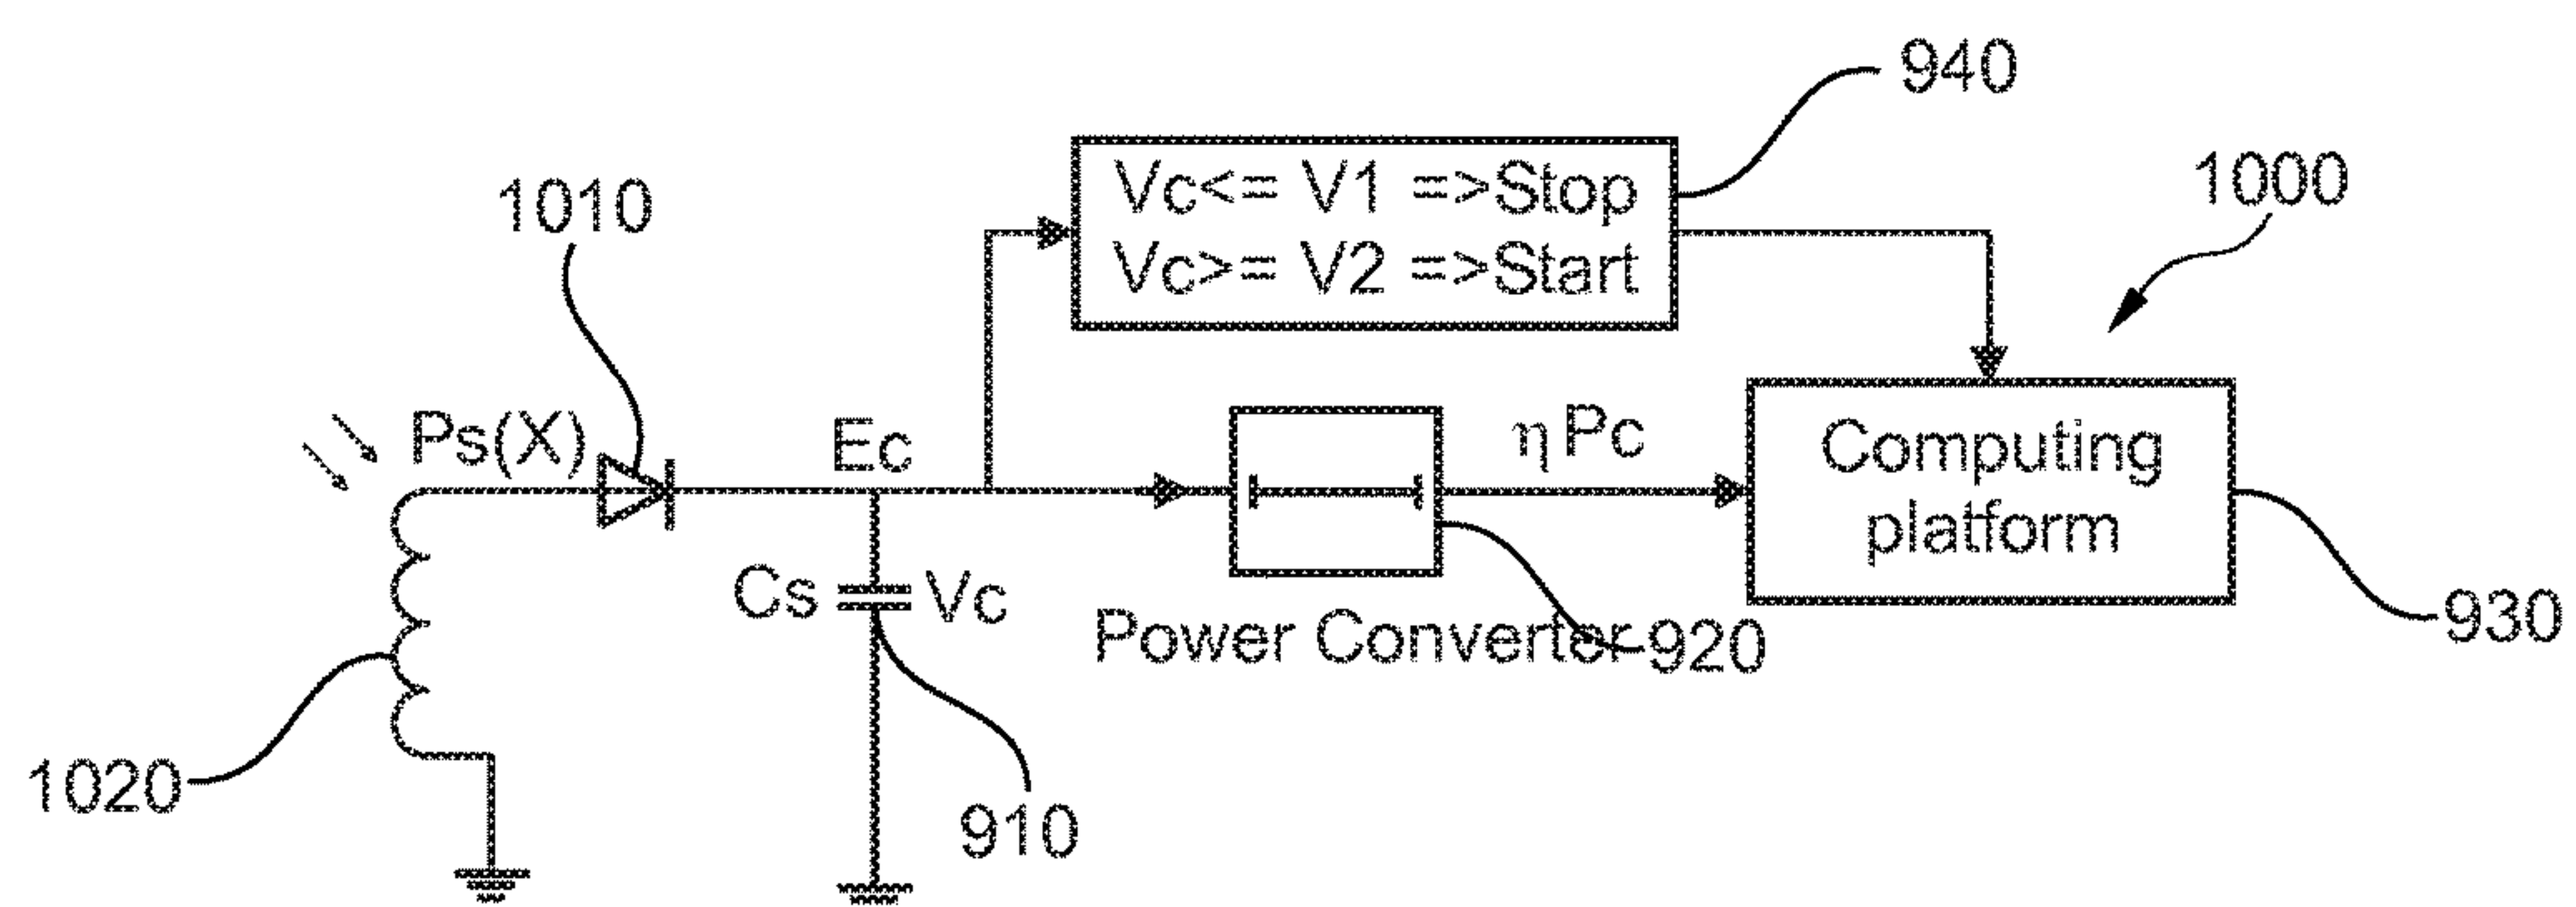 940
Vc<= V1 =>Stop
Vc>= V2 =>Start
1000
1010
Ps(X)
Ec
η Pc
Computing
platform
Cs
Vc
Power Converter
920
930
1020
910